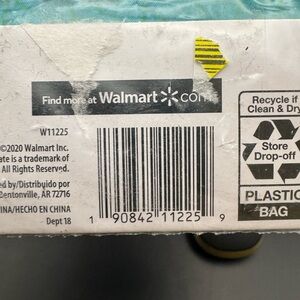 Find more at Walmart.com
W11225
©2020 Walmart Inc.
is a trademark of
All Rights Reserved.
ed by/Distribuido por
Bentonville, AR 72716
INA/HECHO EN CHINA
Dept 18
1 90842 11225 9
Recycle if
Clean & Dry
Store
Drop-off
PLASTIC
BAG